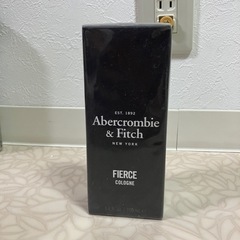 EST. 1892
Abercrombie
& Fitch
NEW YORK
FIERCE
COLOGNE